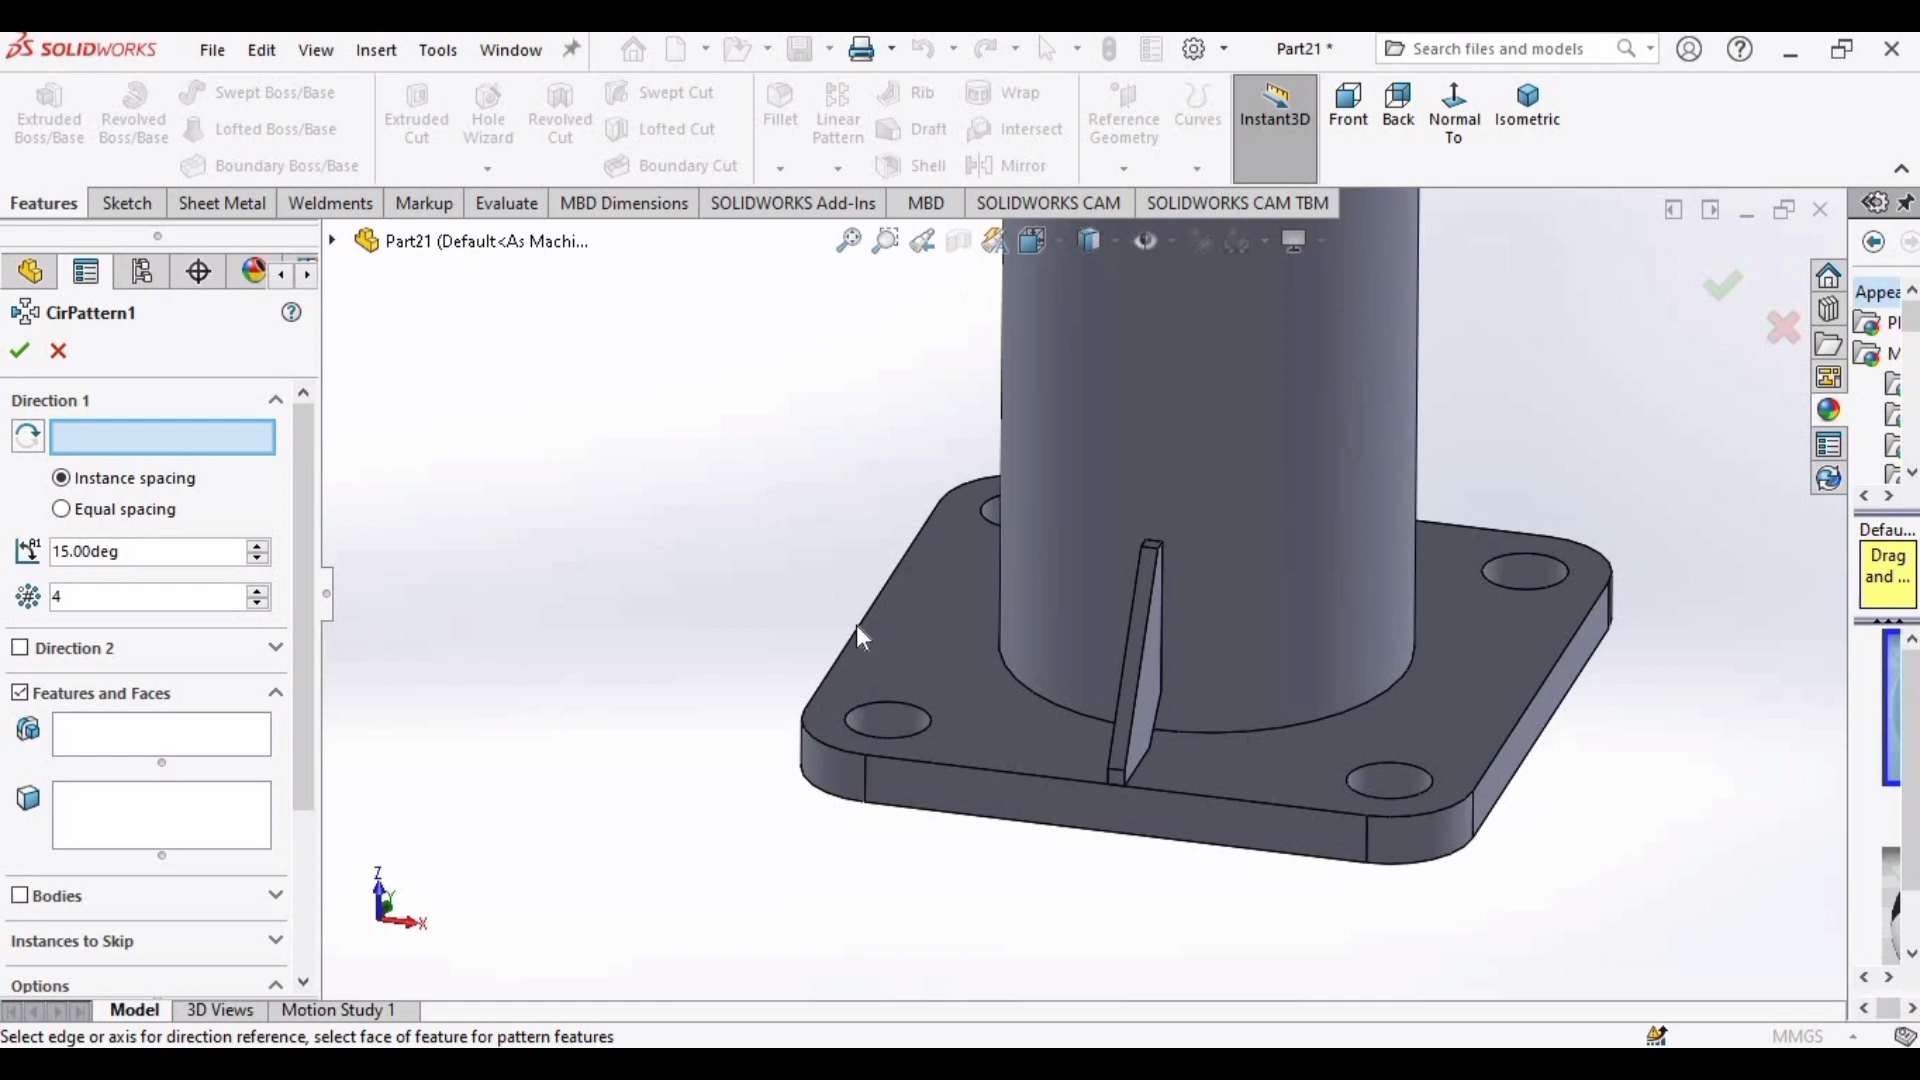 SOLIDWORKS
File Edit View Insert Tools Window
Part21 *
Search files and models
Extruded Boss/Base
Revolved Boss/Base
Swept Boss/Base
Lofted Boss/Base
Boundary Boss/Base
Extruded Cut
Hole Wizard
Revolved Cut
Swept Cut
Lofted Cut
Boundary Cut
Fillet
Linear Pattern
Rib
Draft
Shell
Wrap
Intersect
Mirror
Reference Geometry
Curves
Instant3D
Front
Back
Normal To
Isometric
Features Sketch Sheet Metal Weldments Markup Evaluate MBD Dimensions SOLIDWORKS Add-Ins MBD SOLIDWORKS CAM SOLIDWORKS CAM TBM
Part21 (Default<As Machi...
CirPattern1
Direction 1
Instance spacing
Equal spacing
15.00deg
4
Direction 2
Features and Faces
Bodies
Instances to Skip
Options
Z
Y
X
Appea
Pl
M
Defau...
Drag
and ...
Model 3D Views Motion Study 1
Select edge or axis for direction reference, select face of feature for pattern features
MMGS